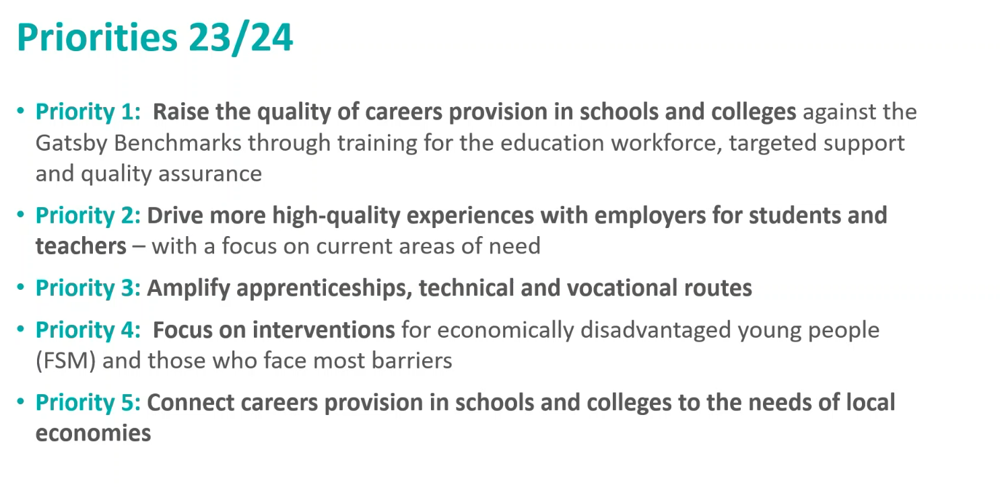 Priorities 23/24
• Priority 1: Raise the quality of careers provision in schools and colleges against the
Gatsby Benchmarks through training for the education workforce, targeted support
and quality assurance
• Priority 2: Drive more high-quality experiences with employers for students and
teachers – with a focus on current areas of need
• Priority 3: Amplify apprenticeships, technical and vocational routes
• Priority 4: Focus on interventions for economically disadvantaged young people
(FSM) and those who face most barriers
• Priority 5: Connect careers provision in schools and colleges to the needs of local
economies